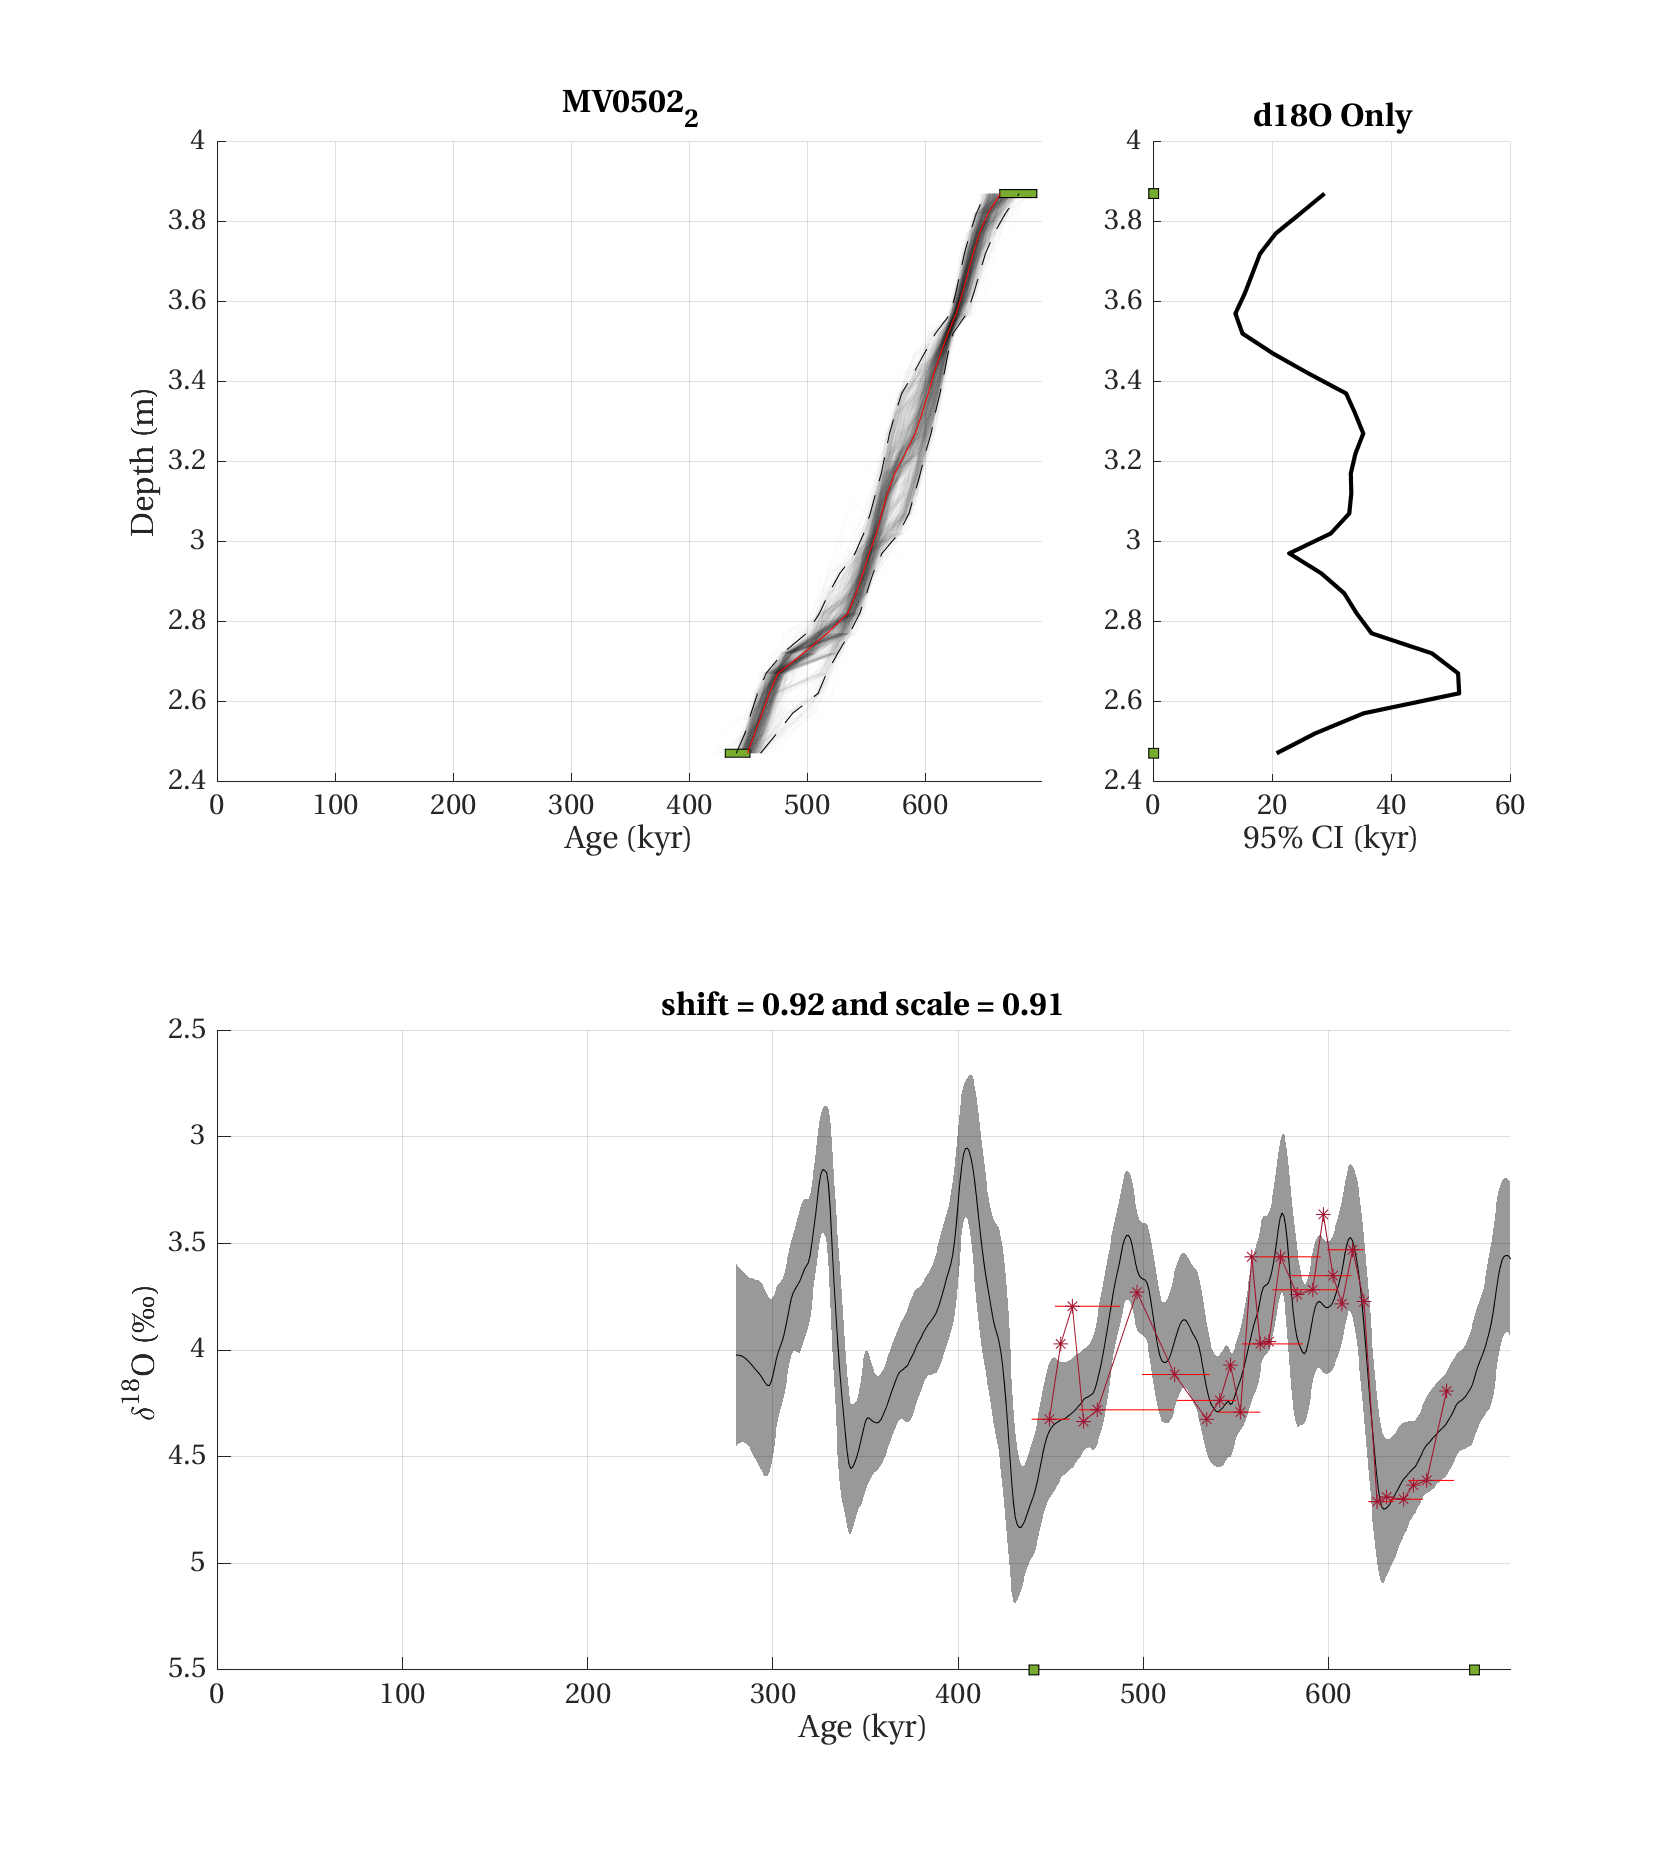 MV0502₂
4
3.8
3.6
3.4
3.2
3
2.8
2.6
2.4
Depth (m)
0 100 200 300 400 500 600
Age (kyr)
d18O Only
4
3.8
3.6
3.4
3.2
3
2.8
2.6
2.4
0 20 40 60
95% CI (kyr)
shift = 0.92 and scale = 0.91
2.5
3
3.5
4
4.5
5
5.5
δ¹⁸O (‰)
0 100 200 300 400 500 600
Age (kyr)